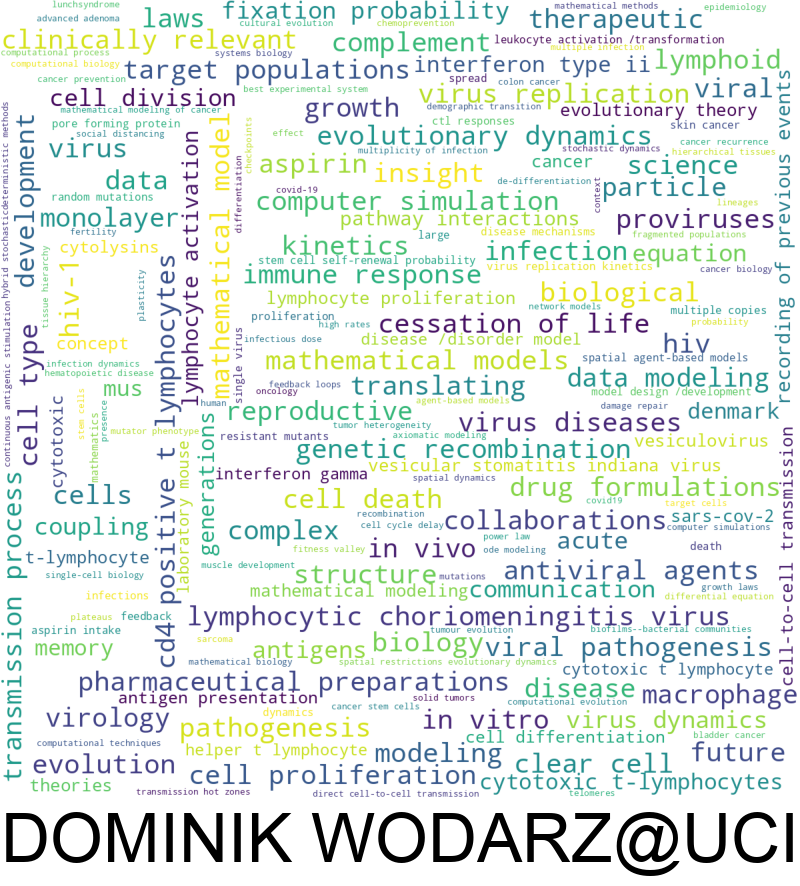 lunchsyndrome
laws
fixation probability
mathematical methods
epidemiology
advanced adenoma
cultural evolution
chemoprevention
therapeutic
clinically relevant
complement
leukocyte activation /transformation
computational process
systems biology
multiple infection
lymphoid
computational biology
target populations
interferon type ii
cancer prevention
spread
colon cancer
viral
cell division
best experimental system
virus replication
mathematical modeling of cancer
growth
demographic transition
evolutionary theory
pore forming protein
ctl responses
skin cancer
social distancing
effect
evolutionary dynamics
virus
multiplicity of infection
stochastic dynamics
cancer recurrence
hierarchical tissues
aspirin
insight
cancer
science
data
covid-19
de-differentiation
particle
random mutations
computer simulation
context
lineages
monolayer
pathway interactions
proviruses
fertility
large
disease mechanisms
fragmented populations
cytolysins
kinetics
infection
equation
stem cell self-renewal probability
virus replication kinetics
cancer biology
immune response
biological
lymphocyte proliferation
network models
multiple copies
proliferation
high rates
cessation of life
probability
infectious dose
disease /disorder model
hiv
concept
mathematical models
spatial agent-based models
infection dynamics
hematopoietic disease
data modeling
mus
feedback loops
translating
model design /development
oncology
human
agent-based models
damage repair
reproductive
denmark
tumor heterogeneity
virus diseases
mutator phenotype
resistant mutants
axiomatic modeling
vesiculovirus
genetic recombination
vesicular stomatitis indiana virus
interferon gamma
spatial dynamics
drug formulations
cells
cell death
covid19
target cells
recombination
collaborations
sars-cov-2
coupling
complex
cell cycle delay
computer simulations
power law
acute
t-lymphocyte
fitness valley
in vivo
ode modeling
death
muscle development
single-cell biology
structure
mutations
antiviral agents
mathematical modeling
communication
growth laws
infections
differential equation
plateaus
feedback
lymphocytic choriomeningitis virus
aspirin intake
tumour evolution
biofilms--bacterial communities
memory
sarcoma
antigens
biology
viral pathogenesis
mathematical biology
spatial restrictions evolutionary dynamics
cytotoxic t lymphocyte
pharmaceutical preparations
disease
macrophage
antigen presentation
solid tumors
cancer stem cells
computational evolution
virology
dynamics
in vitro
virus dynamics
pathogenesis
cell differentiation
bladder cancer
computational techniques
helper t lymphocyte
modeling
clear cell
future
evolution
cell proliferation
cytotoxic t-lymphocytes
theories
transmission hot zones
direct cell-to-cell transmission
telomeres
hybrid stochasticdeterministic methods
continuous antigenic stimulation
development
cell type
transmission process
tissue hierarchy
hiv-1
cytotoxic
stem cells
mathematics
presence
plasticity
cd4 positive t lymphocytes
laboratory mouse
lymphocyte activation
generations
mathematical model
differentiation
single virus
checkpoints
recording of previous events
cell-to-cell transmission
DOMINIK WODARZ@UCI